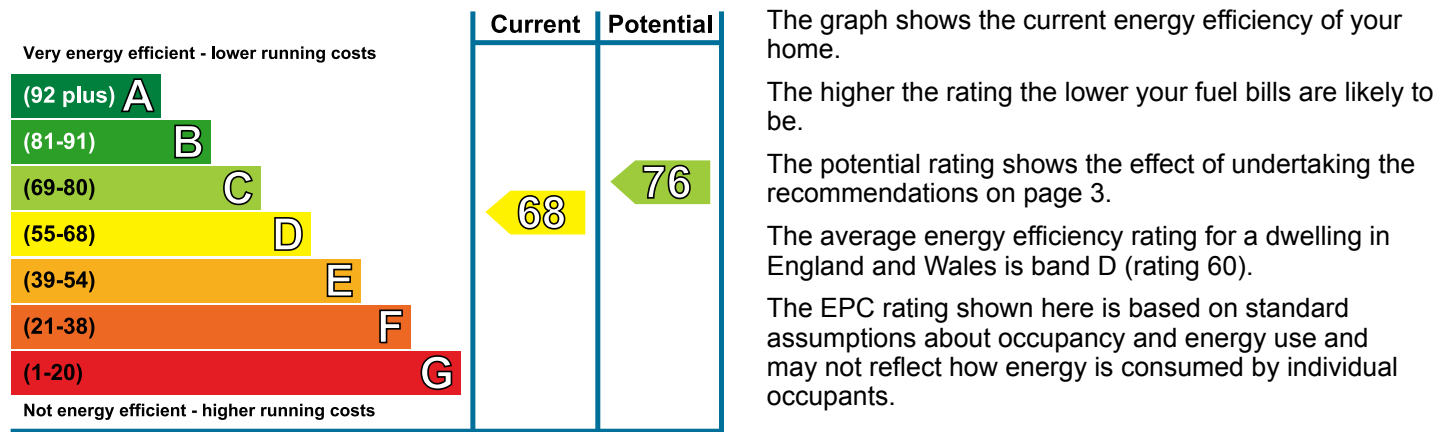 Current Potential
Very energy efficient - lower running costs
(92 plus) A
(81-91) B
(69-80) C
(55-68) D
(39-54) E
(21-38) F
(1-20) G
Not energy efficient - higher running costs
68
76
The graph shows the current energy efficiency of your
home.
The higher the rating the lower your fuel bills are likely to
be.
The potential rating shows the effect of undertaking the
recommendations on page 3.
The average energy efficiency rating for a dwelling in
England and Wales is band D (rating 60).
The EPC rating shown here is based on standard
assumptions about occupancy and energy use and
may not reflect how energy is consumed by individual
occupants.